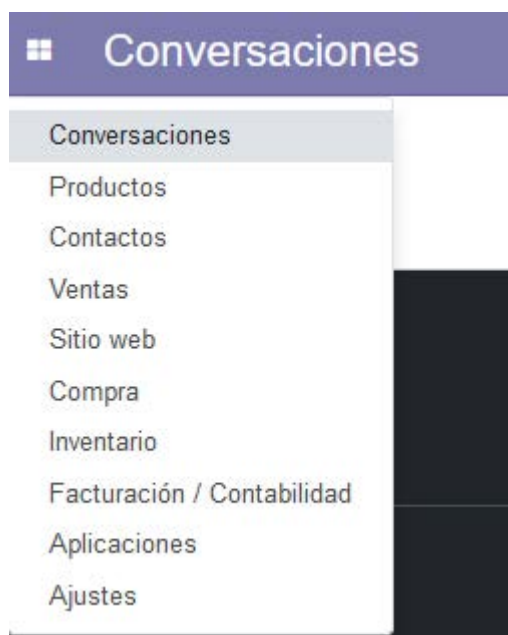 Conversaciones
Conversaciones
Productos
Contactos
Ventas
Sitio web
Compra
Inventario
Facturación / Contabilidad
Aplicaciones
Ajustes